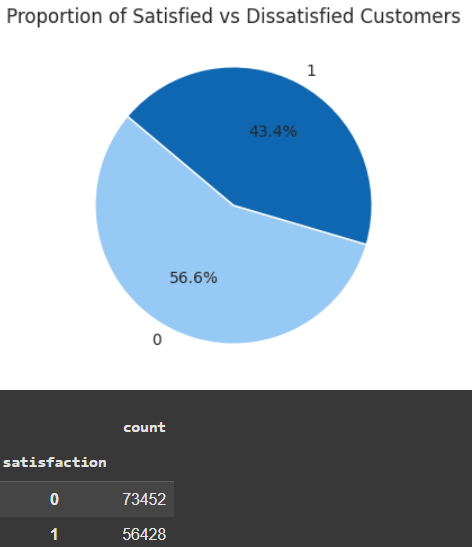 Proportion of Satisfied vs Dissatisfied Customers
1
43.4%
56.6%
0
count
satisfaction
0 73452
1 56428